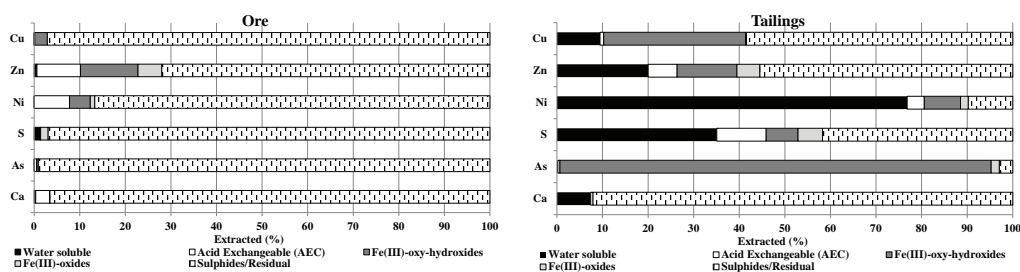 Ore
Cu
Zn
Ni
S
As
Ca
0 10 20 30 40 50 60 70 80 90 100
Extracted (%)
Water soluble Acid Exchangeable (AEC) Fe(III)-oxy-hydroxides
Fe(III)-oxides Sulphides/Residual
Tailings
Cu
Zn
Ni
S
As
Ca
0 10 20 30 40 50 60 70 80 90 100
Extracted (%)
Water soluble Acid Exchangeable (AEC) Fe(III)-oxy-hydroxides
Fe(III)-oxides Sulphides/Residual